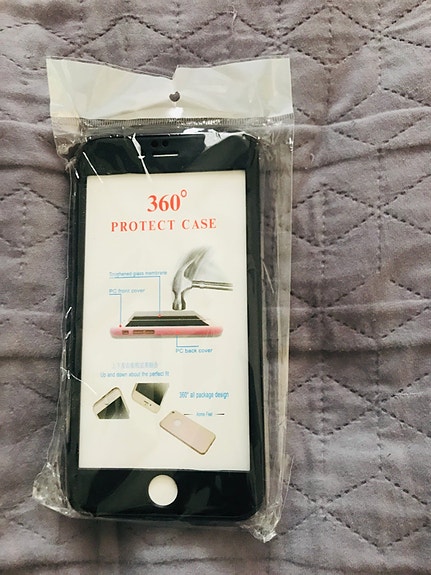 360°
PROTECT CASE
Toughened glass membrane
PC front cover
PC back cover
Up and down about the perfect fit
360° all package design